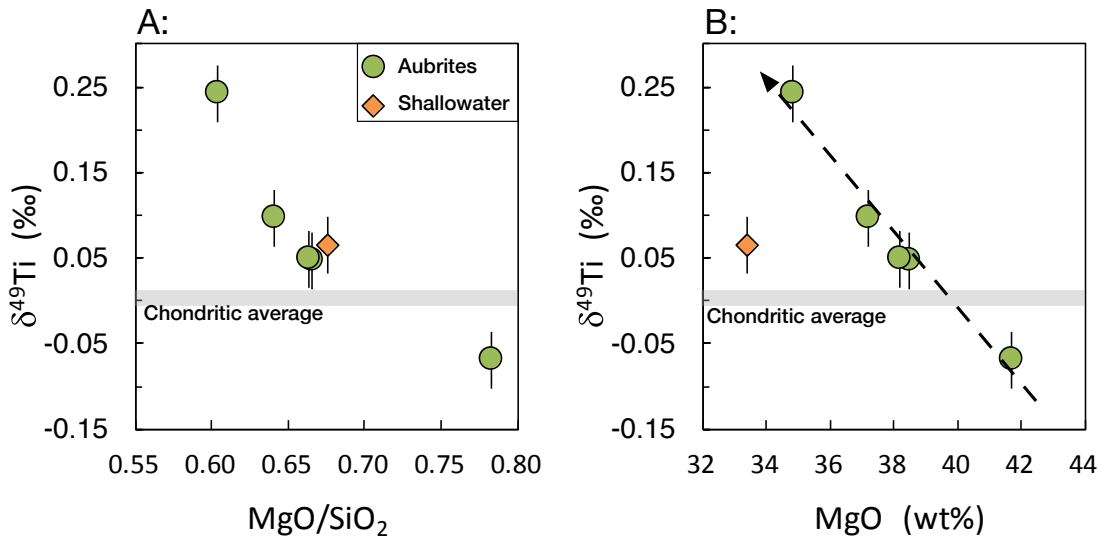 A:
Aubrites
Shallowater
δ⁴⁹Ti (‰)
0.25
0.15
0.05
-0.05
-0.15
Chondritic average
0.55 0.60 0.65 0.70 0.75 0.80
MgO/SiO₂
B:
δ⁴⁹Ti (‰)
0.25
0.15
0.05
-0.05
-0.15
Chondritic average
32 34 36 38 40 42 44
MgO (wt%)